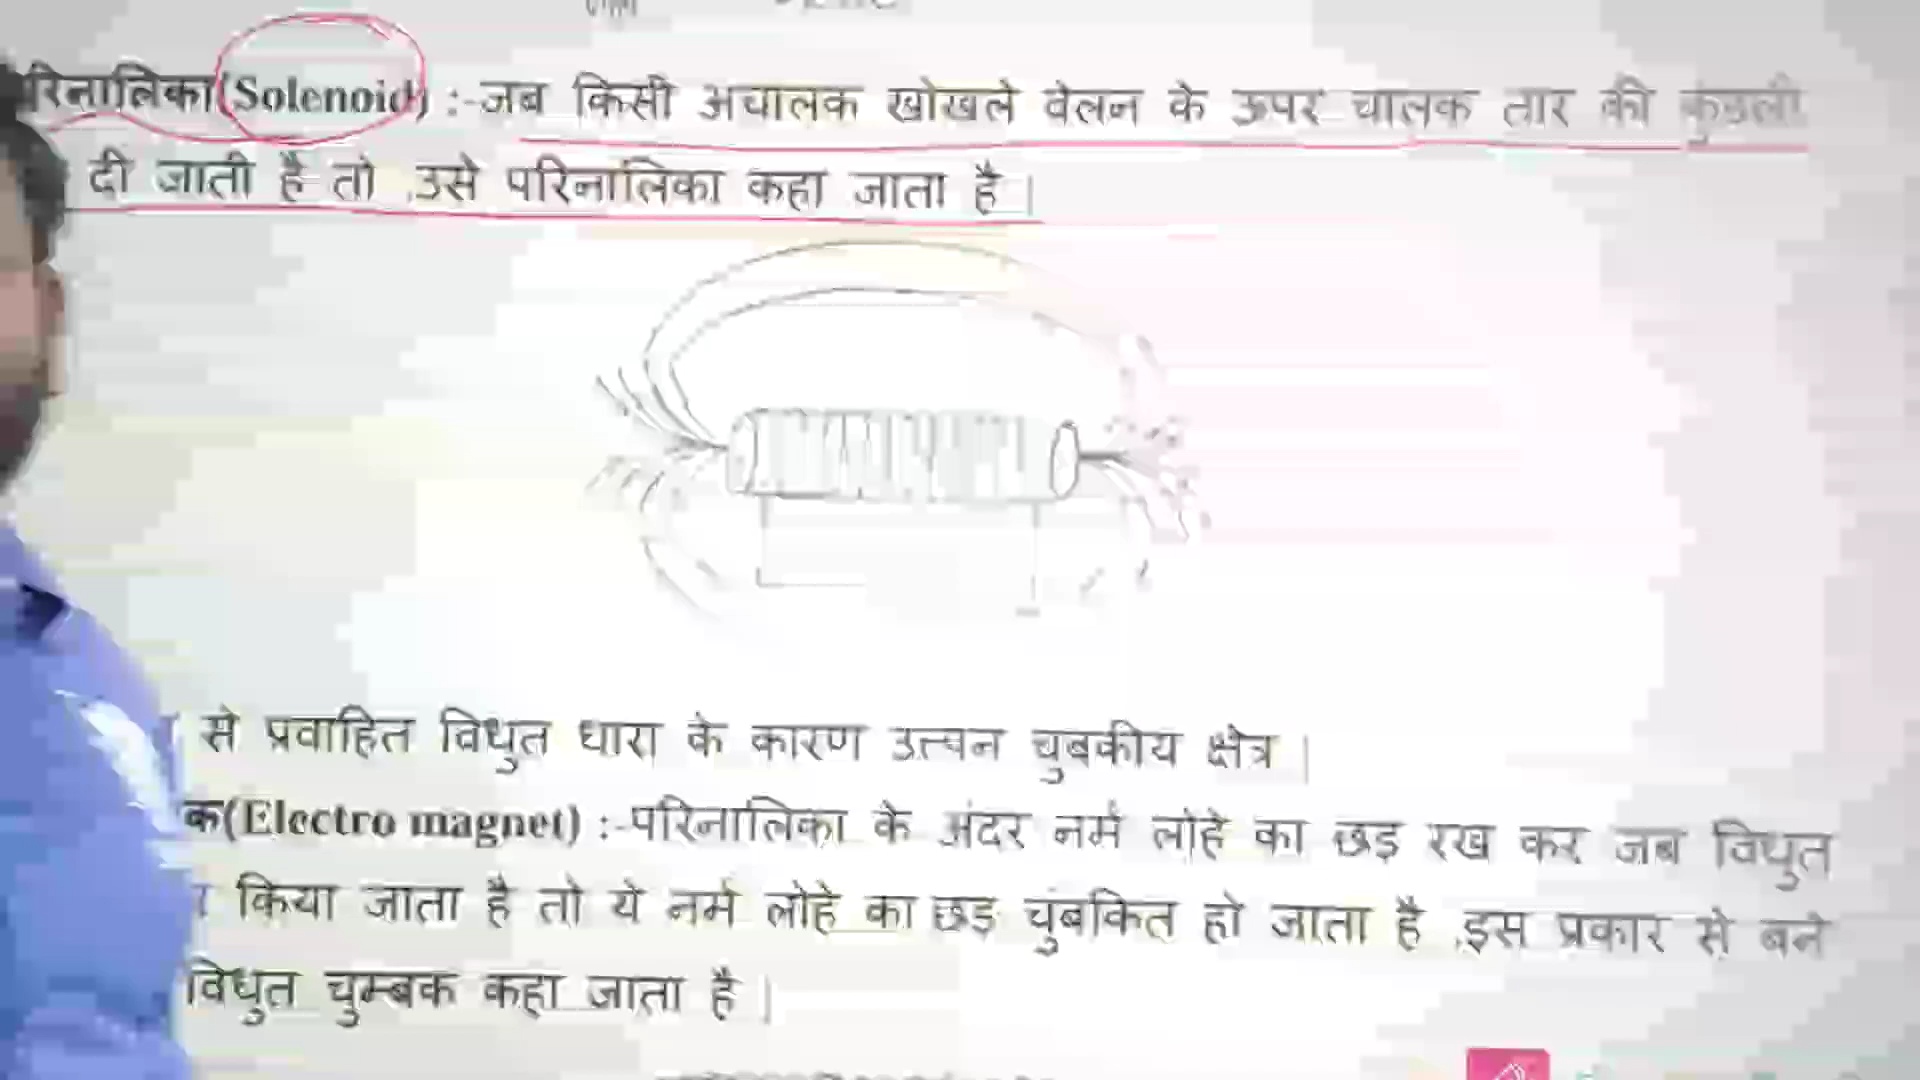 रिनालिका(Solenoid) :-जब किसी अचालक खोखले वेलन के ऊपर चालक तार की कुंडली
दी जाती है तो ,उसे परिनालिका कहा जाता है |
से प्रवाहित विधुत धारा के कारण उत्पन चुबकीय क्षेत्र |
क(Electro magnet) :-परिनालिका के अंदर नर्म लोहे का छड़ रख कर जब विधुत
किया जाता है तो ये नर्म लोहे का छड़ चुंबकित हो जाता है ,इस प्रकार से बने
विधुत चुम्बक कहा जाता है |